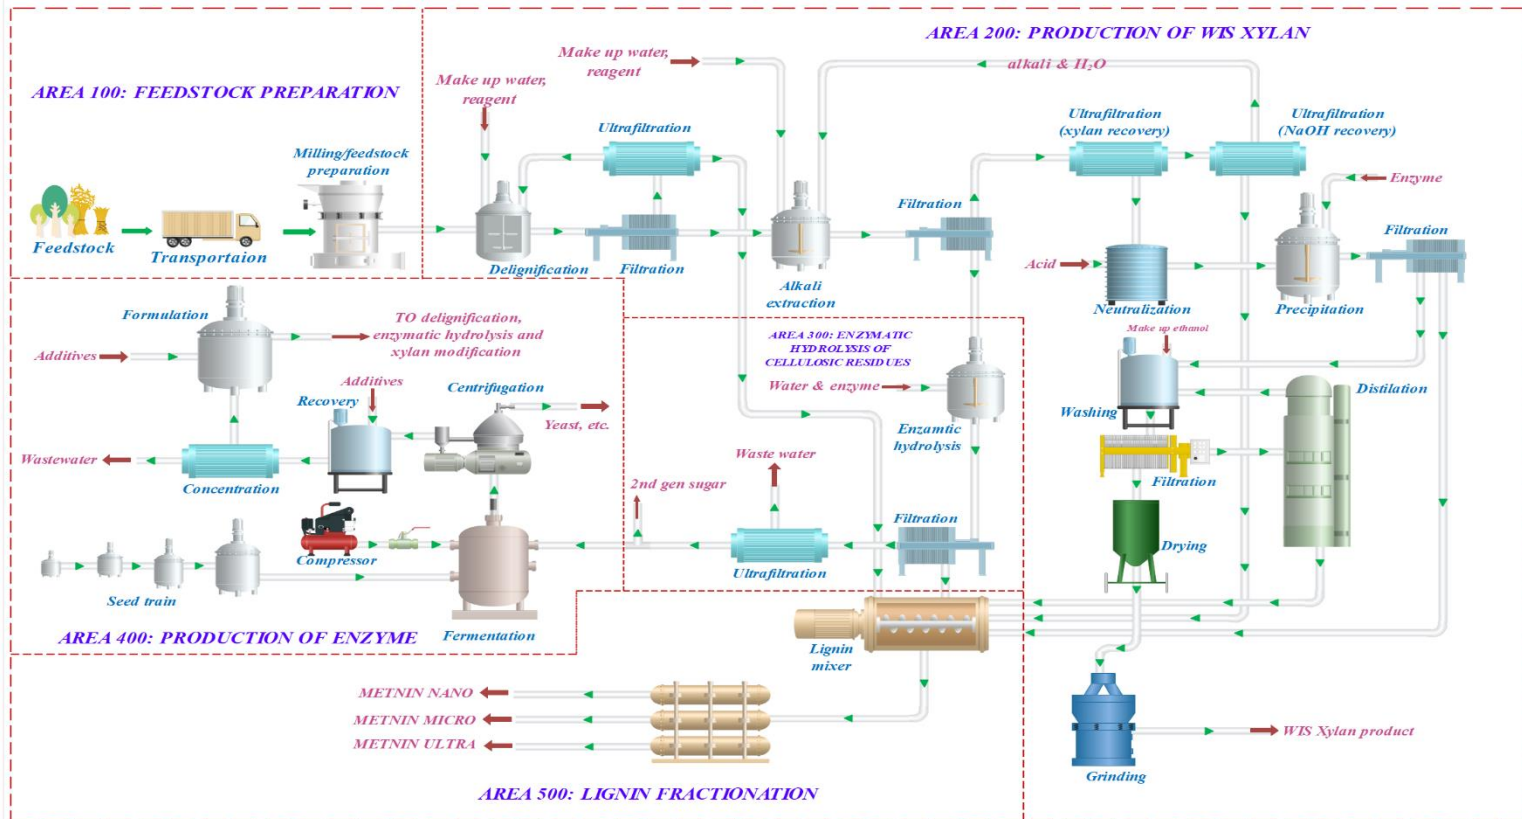 AREA 100: FEEDSTOCK PREPARATION
Milling/feedstock
preparation
Feedstock
Transportaion
AREA 200: PRODUCTION OF WIS XYLAN
Make up water,
reagent
Make up water,
reagent
alkali & H₂O
Ultrafiltration
Ultrafiltration
(xylan recovery)
Ultrafiltration
(NaOH recovery)
Enzyme
Filtration
Filtration
Delignification
Filtration
Alkali
extraction
Acid
Neutralization
Precipitation
Make up ethanol
Washing
Distilation
Filtration
Drying
Grinding
WIS Xylan product
AREA 300: ENZYMATIC
HYDROLYSIS OF
CELLULOSIC RESIDUES
Water & enzyme
Enzamtic
hydrolysis
Waste water
2nd gen sugar
Filtration
Ultrafiltration
Formulation
TO delignification,
enzymatic hydrolysis and
xylan modification
Additives
Additives
Centrifugation
Recovery
Yeast, etc.
Wastewater
Concentration
Compressor
Seed train
Fermentation
AREA 400: PRODUCTION OF ENZYME
Lignin
mixer
METNIN NANO
METNIN MICRO
METNIN ULTRA
AREA 500: LIGNIN FRACTIONATION